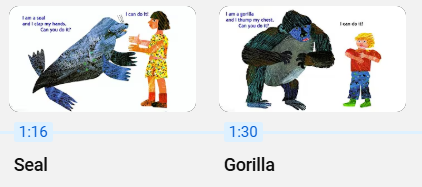 I am a seal
and I clap my hands.
Can you do it?
I can do it!
I am a gorilla
and I thump my chest.
Can you do it?
I can do it!
1:16
1:30
Seal
Gorilla